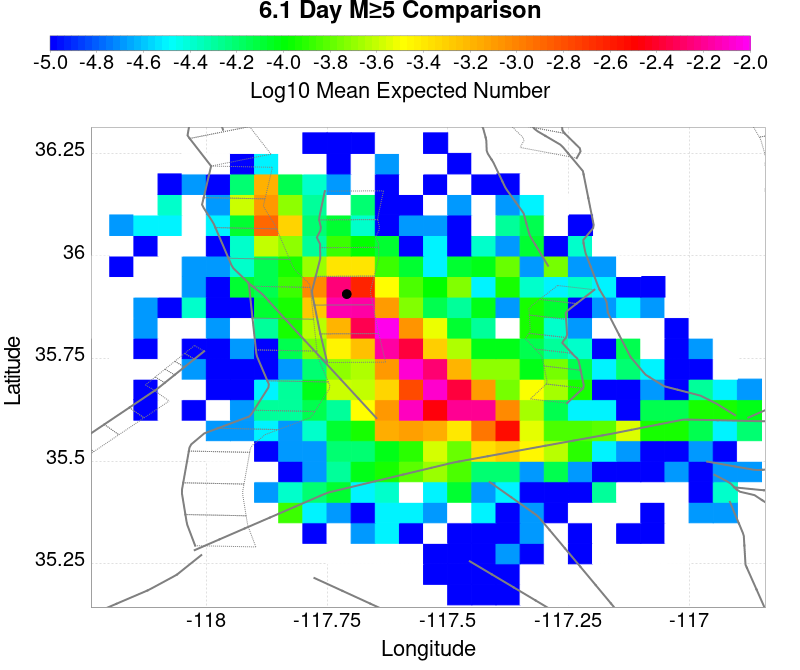 6.1 Day M≥5 Comparison
-5.0 -4.8 -4.6 -4.4 -4.2 -4.0 -3.8 -3.6 -3.4 -3.2 -3.0 -2.8 -2.6 -2.4 -2.2 -2.0
Log10 Mean Expected Number
36.25
36
35.75
35.5
35.25
Latitude
-118 -117.75 -117.5 -117.25 -117
Longitude